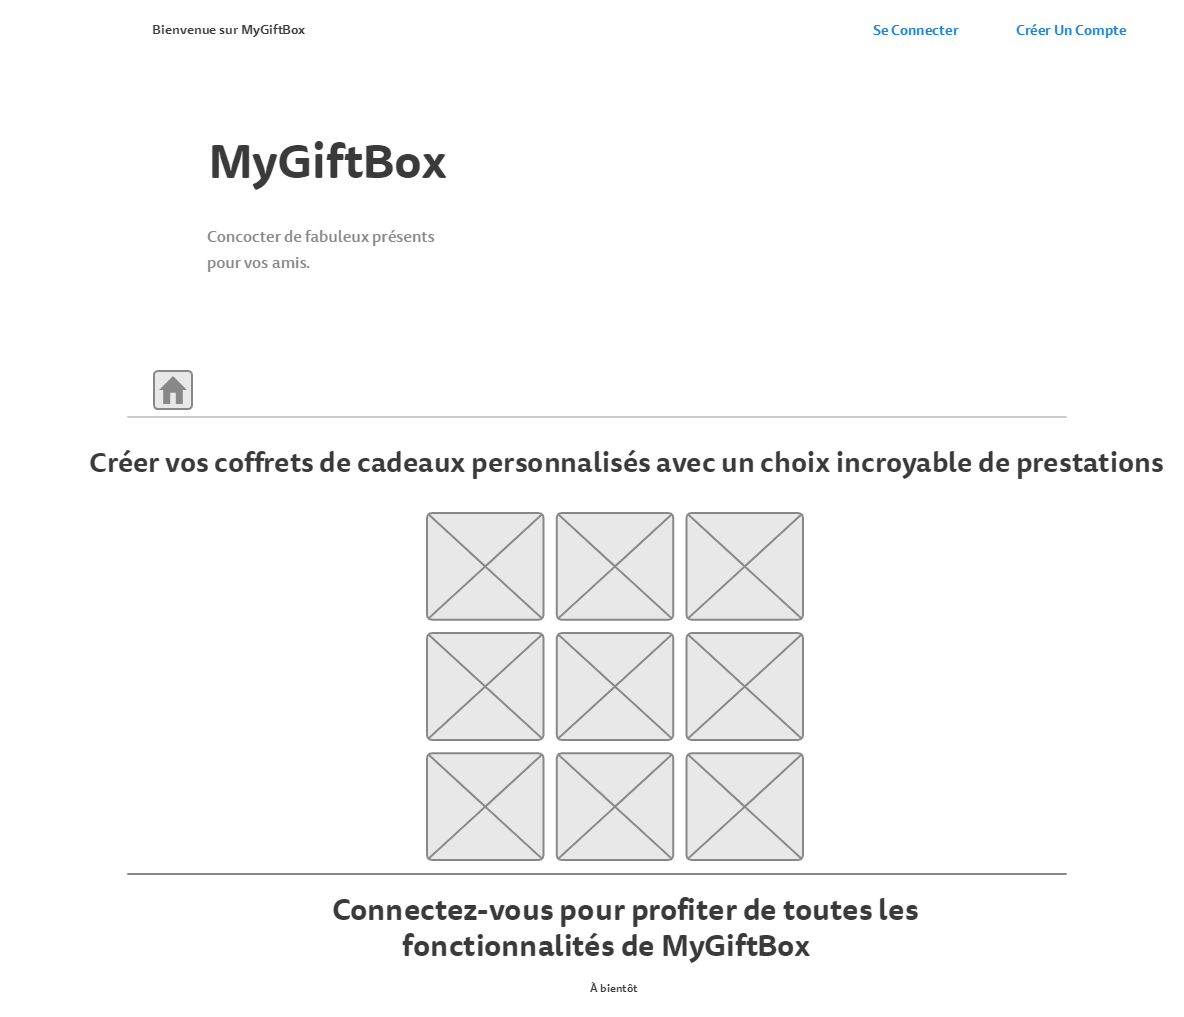 Bienvenue sur MyGiftBox
Se Connecter
Créer Un Compte
MyGiftBox
Concocter de fabuleux présents
pour vos amis.
Créer vos coffrets de cadeaux personnalisés avec un choix incroyable de prestations
Connectez-vous pour profiter de toutes les
fonctionnalités de MyGiftBox
À bientôt